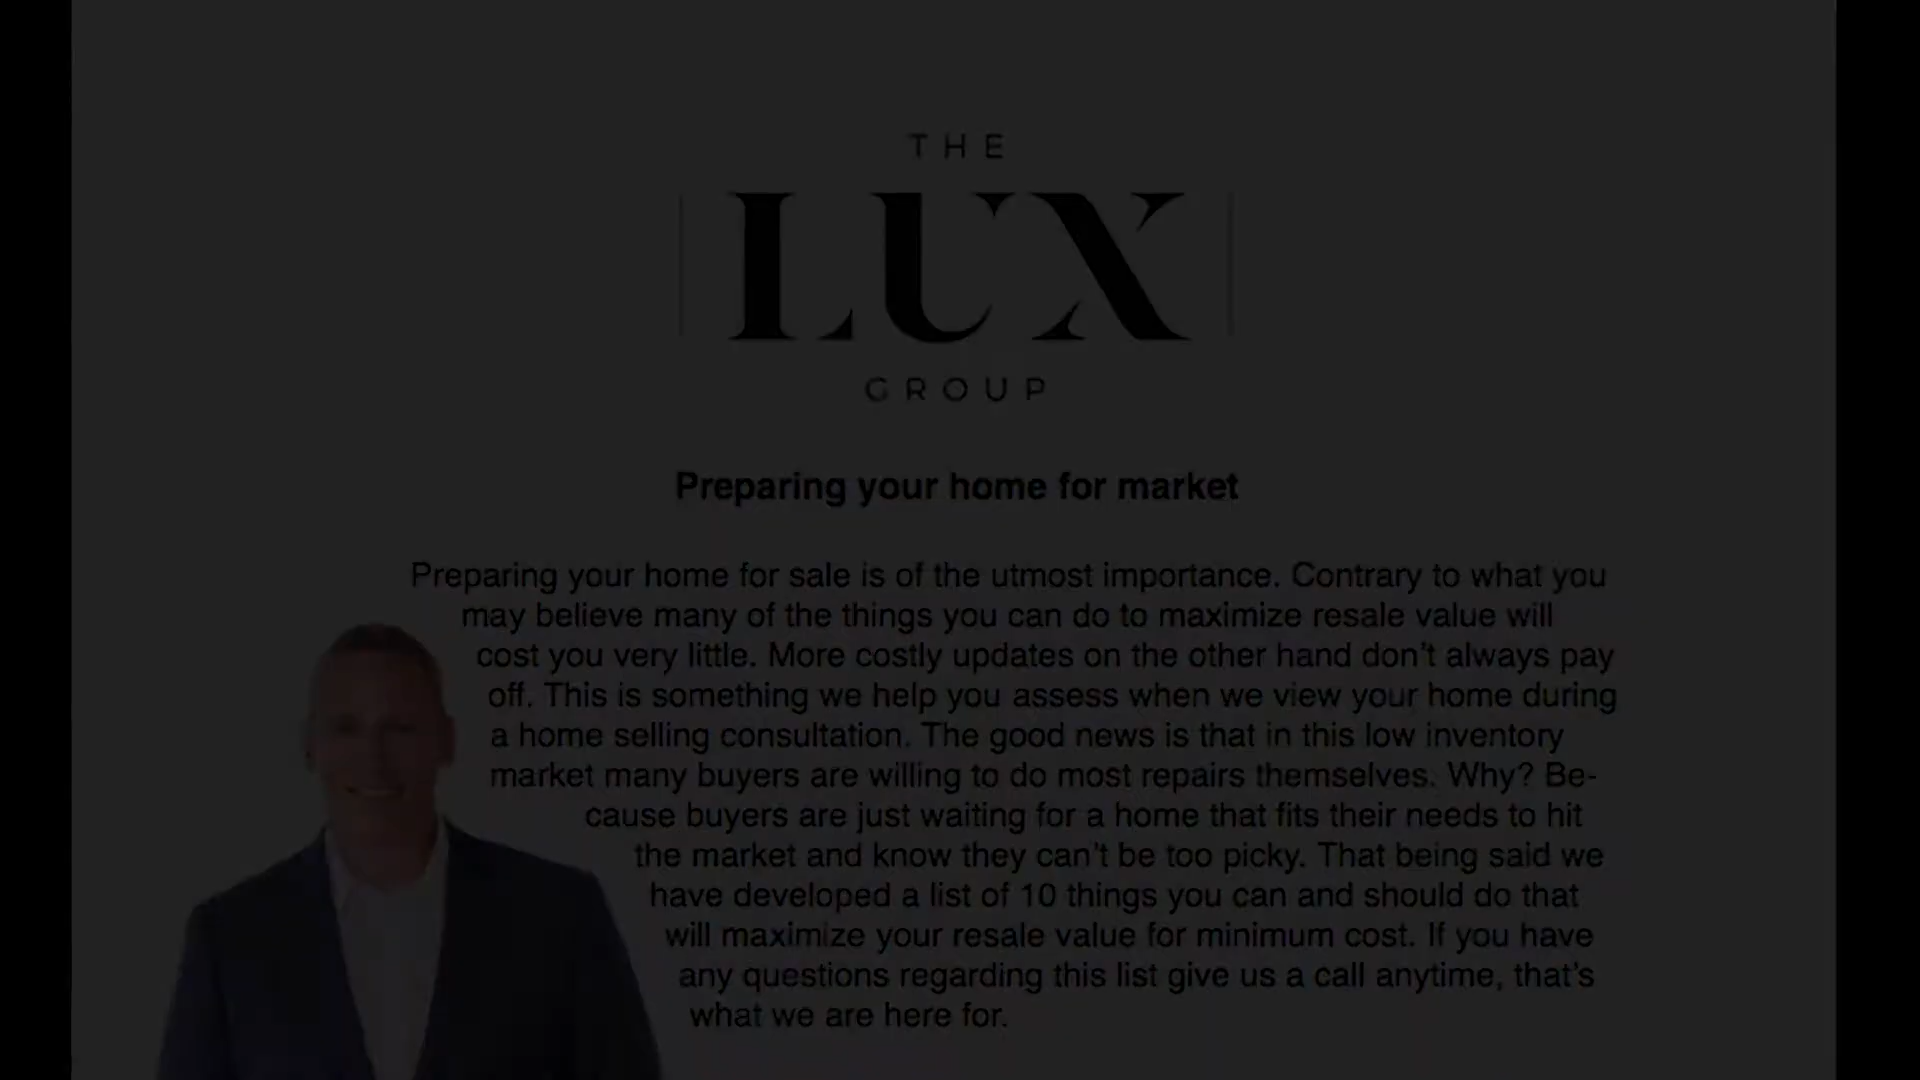 THE
LUX
GROUP
Preparing your home for market
Preparing your home for sale is of the utmost importance. Contrary to what you
may believe many of the things you can do to maximize resale value will
cost you very little. More costly updates on the other hand don't always pay
off. This is something we help you assess when we view your home during
a home selling consultation. The good news is that in this low inventory
market many buyers are willing to do most repairs themselves. Why? Be-
cause buyers are just waiting for a home that fits their needs to hit
the market and know they can't be too picky. That being said we
have developed a list of 10 things you can and should do that
will maximize your resale value for minimum cost. If you have
any questions regarding this list give us a call anytime, that's
what we are here for.